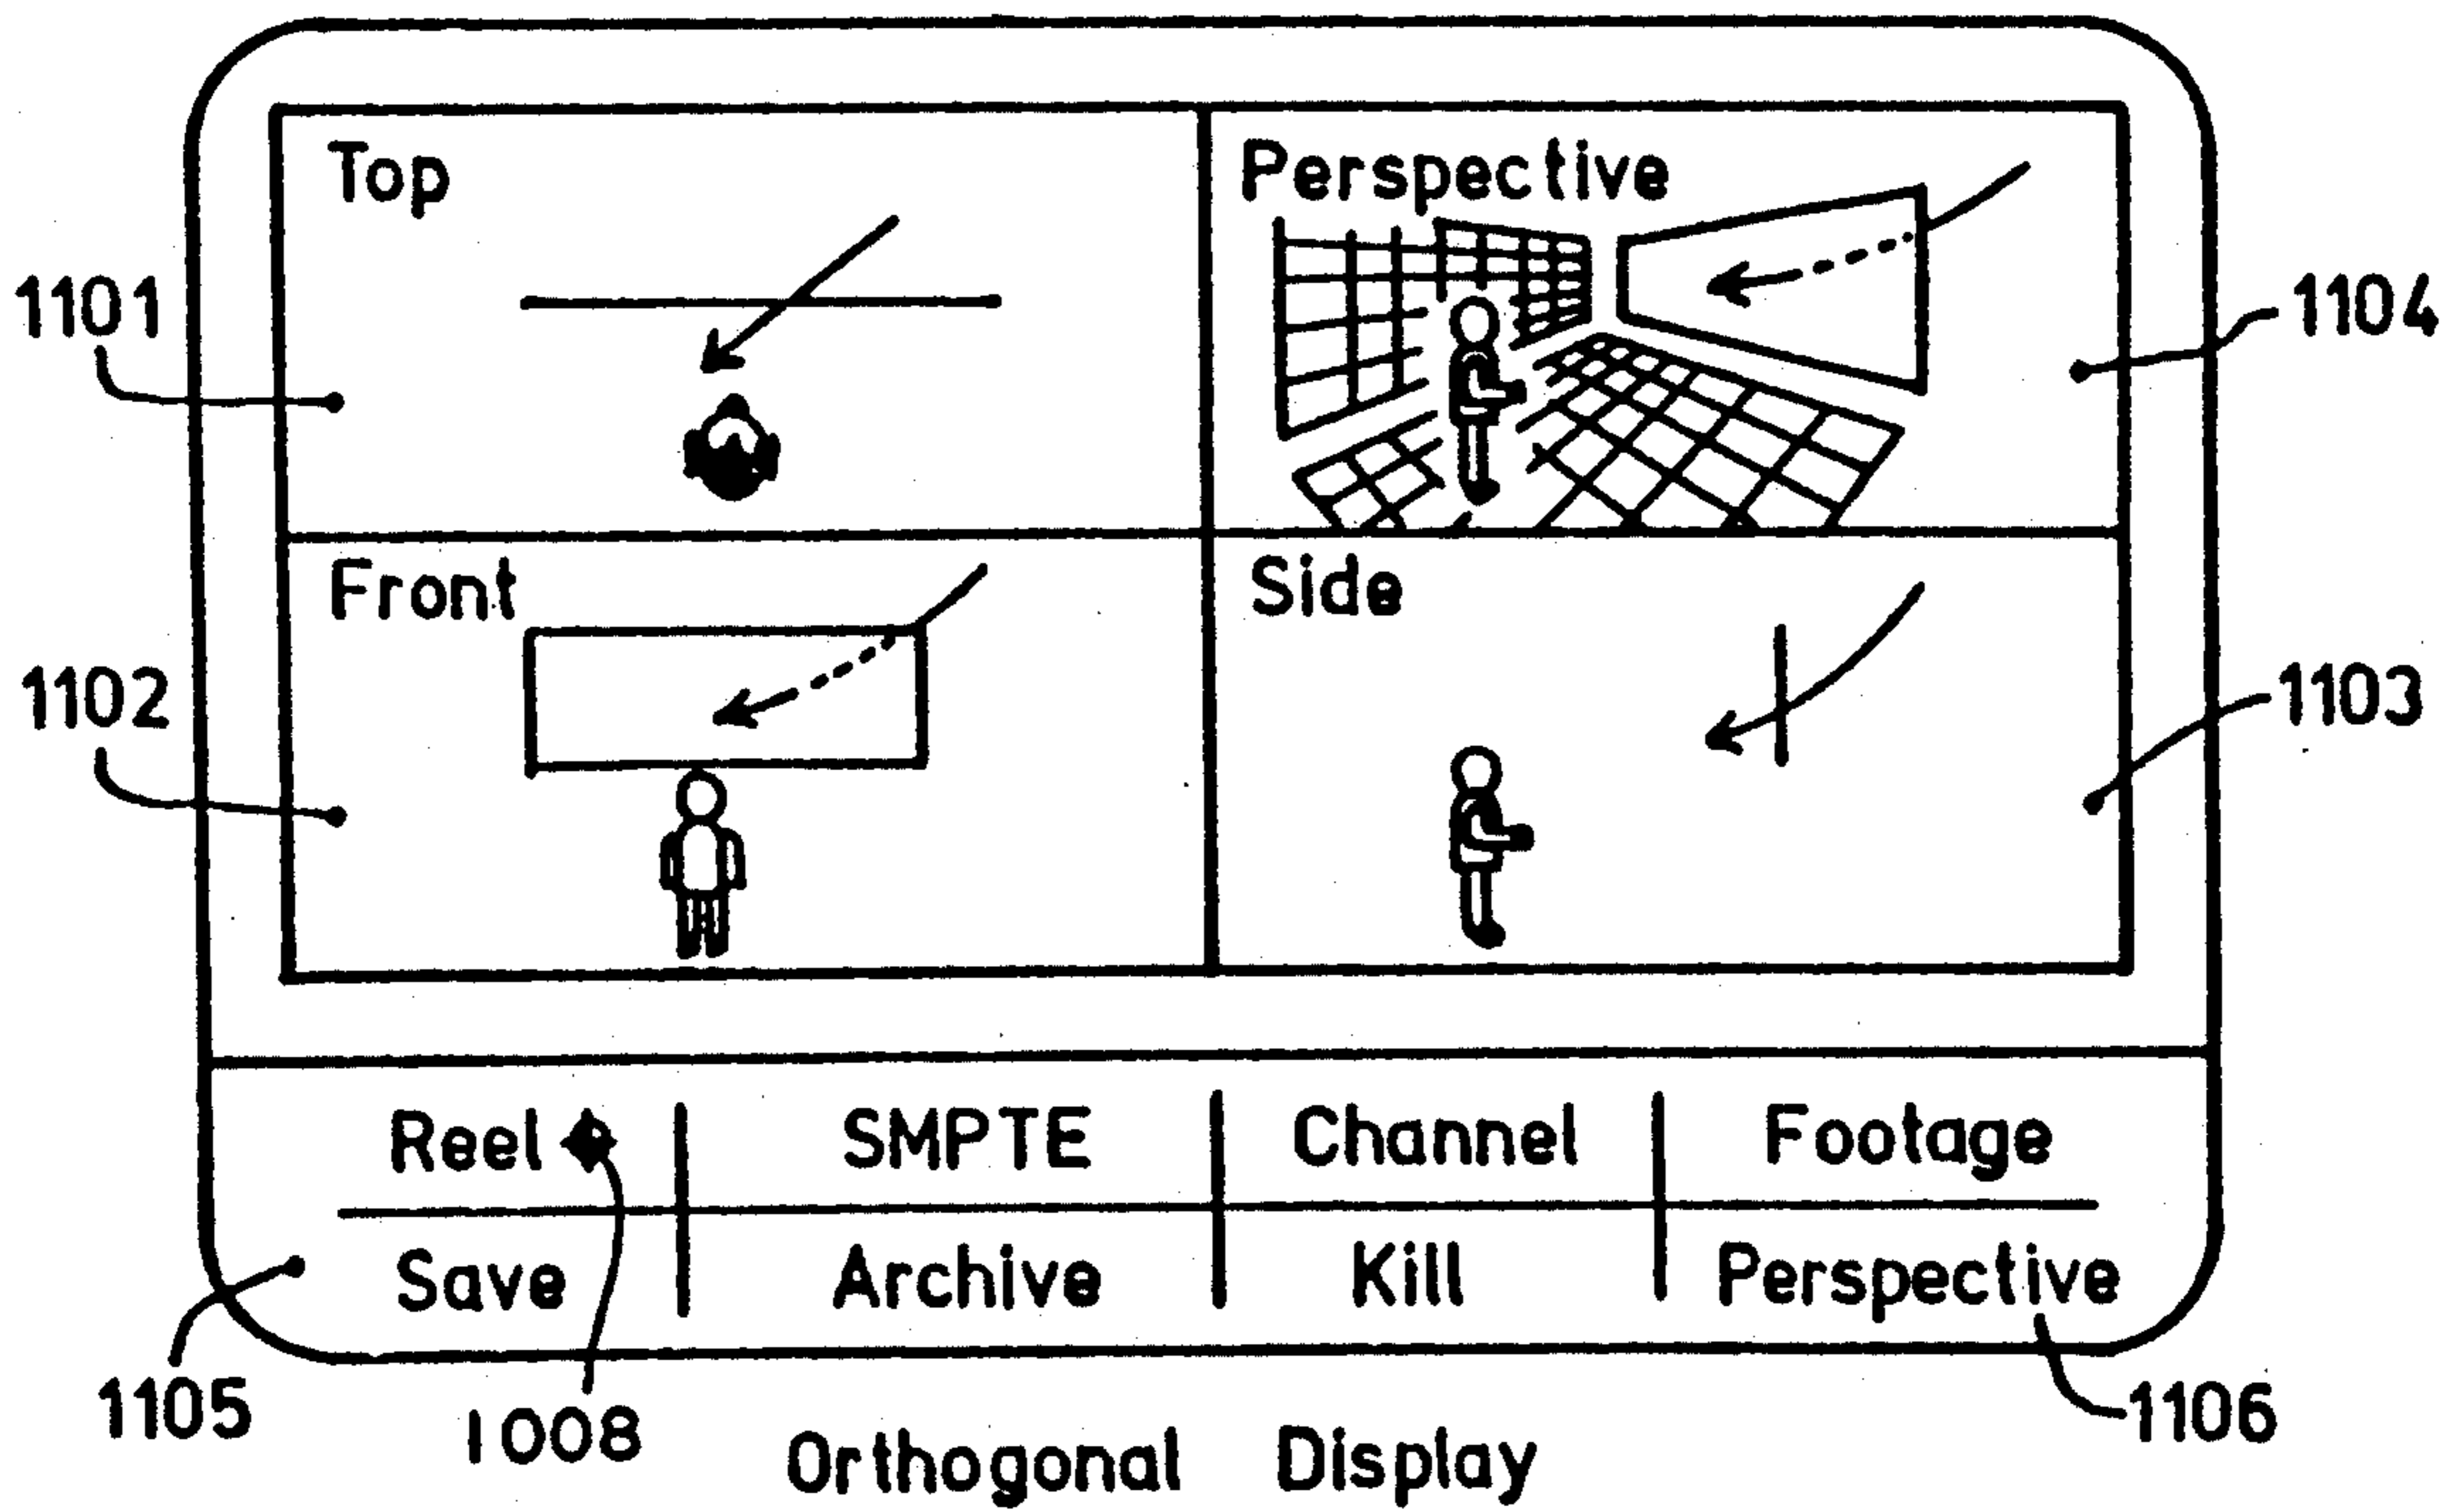 Top
Perspective
1101
1104
Front
Side
1102
1103
Reel SMPTE Channel Footage
Save Archive Kill Perspective
1105
1008
1106
Orthogonal Display